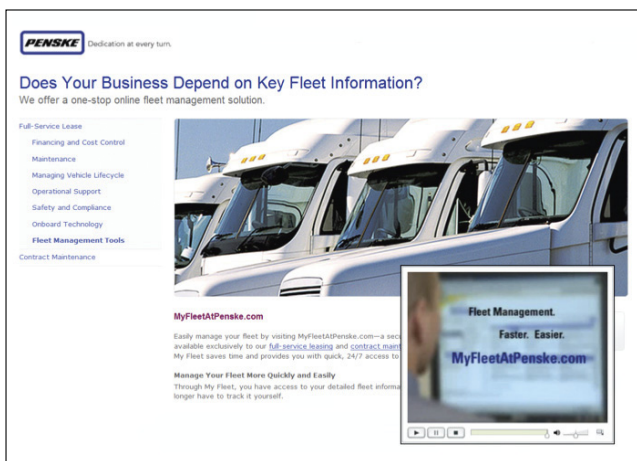 PENSKE Dedication at every turn.
Does Your Business Depend on Key Fleet Information?
We offer a one-stop online fleet management solution.
Full-Service Lease
Financing and Cost Control
Maintenance
Managing Vehicle Lifecycle
Operational Support
Safety and Compliance
Onboard Technology
Fleet Management Tools
Contract Maintenance
MyFleetAtPenske.com
Easily manage your fleet by visiting MyFleetAtPenske.com—a
available exclusively to our full-service leasing and contract
My Fleet saves time and provides you with quick, 24/7 access to
Manage Your Fleet More Quickly and Easily
Through My Fleet, you have access to your detailed fleet
longer have to track it yourself.
Fleet Management.
Faster. Easier.
MyFleetAtPenske.com